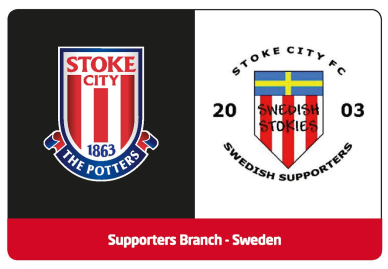 STOKE
CITY
1863
THE POTTERS
STOKE CITY FC
20 03
SWEDISH
STOKIES
SWEDISH SUPPORTERS
Supporters Branch - Sweden